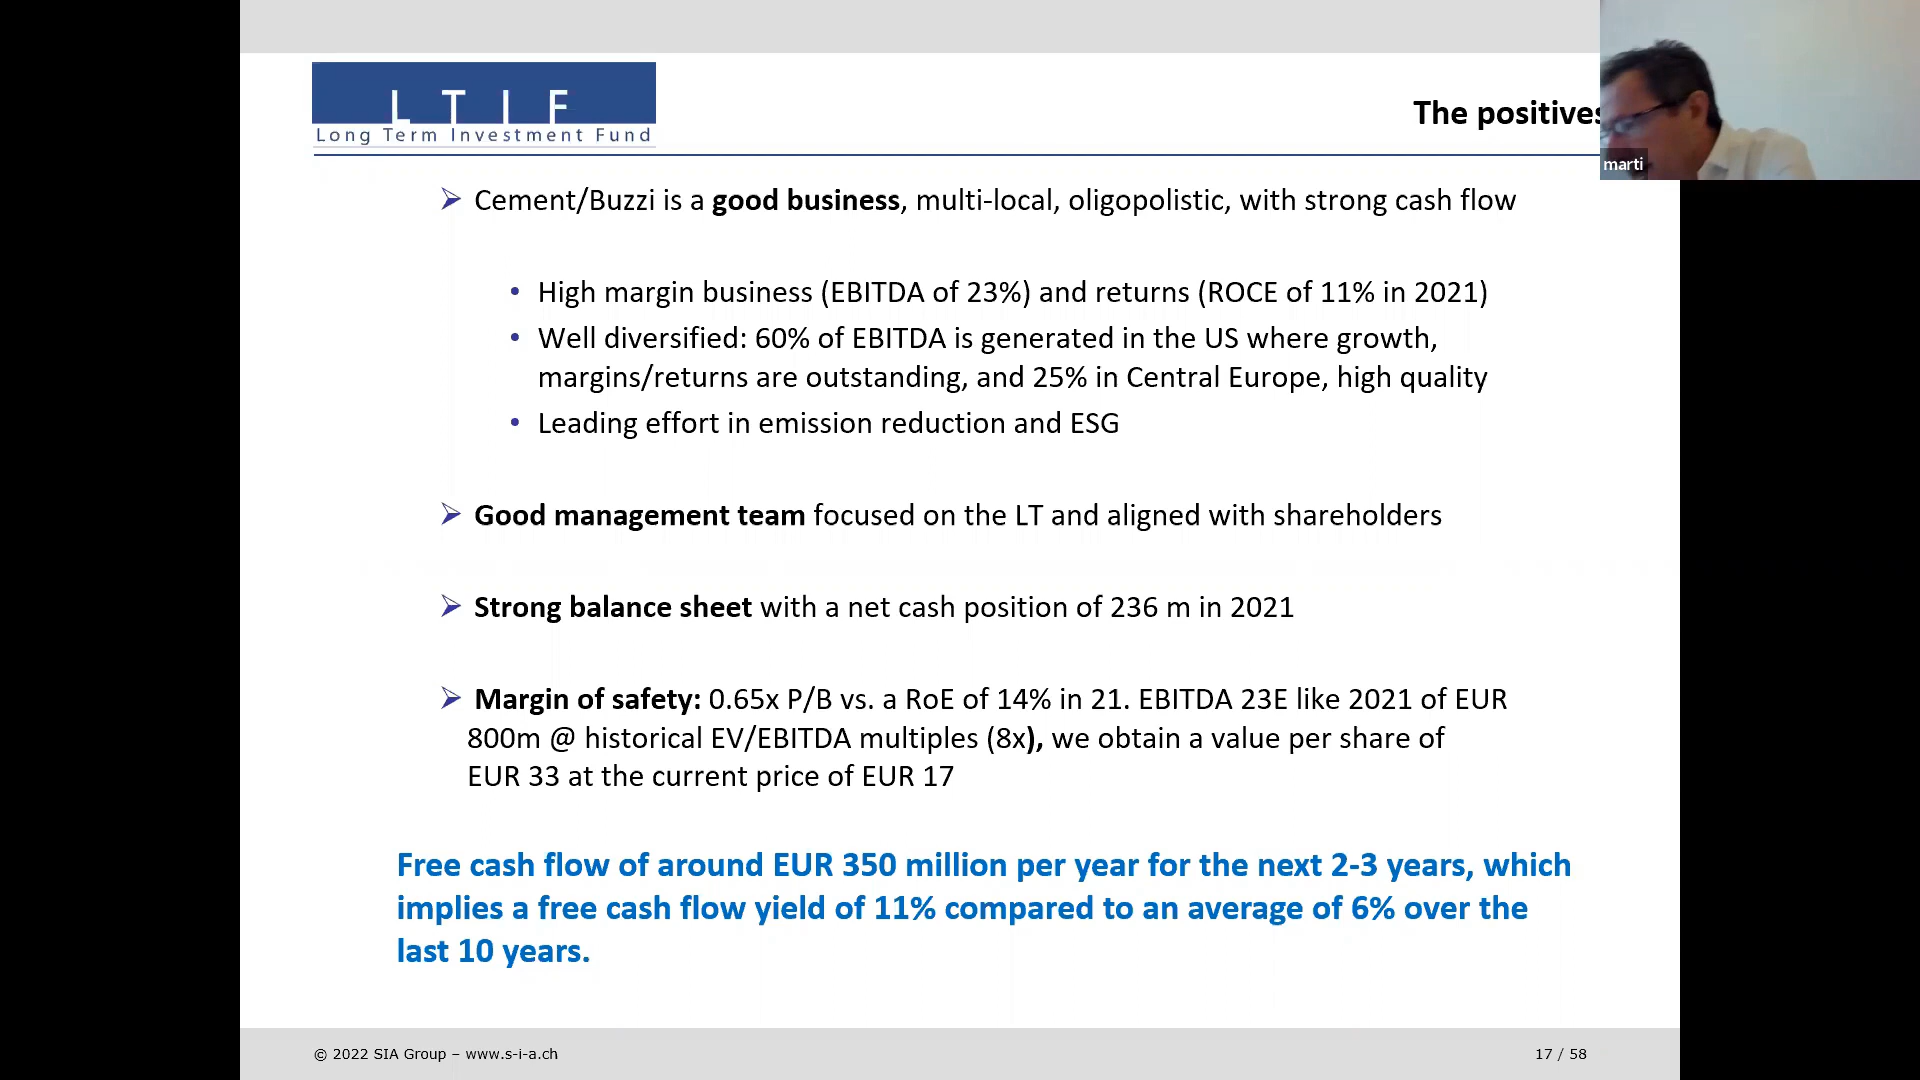 L T I F
Long Term Investment Fund
The positives
marti
Cement/Buzzi is a good business, multi-local, oligopolistic, with strong cash flow
• High margin business (EBITDA of 23%) and returns (ROCE of 11% in 2021)
• Well diversified: 60% of EBITDA is generated in the US where growth,
margins/returns are outstanding, and 25% in Central Europe, high quality
• Leading effort in emission reduction and ESG
Good management team focused on the LT and aligned with shareholders
Strong balance sheet with a net cash position of 236 m in 2021
Margin of safety: 0.65x P/B vs. a RoE of 14% in 21. EBITDA 23E like 2021 of EUR
800m @ historical EV/EBITDA multiples (8x), we obtain a value per share of
EUR 33 at the current price of EUR 17
Free cash flow of around EUR 350 million per year for the next 2-3 years, which
implies a free cash flow yield of 11% compared to an average of 6% over the
last 10 years.
© 2022 SIA Group – www.s-i-a.ch
17 / 58